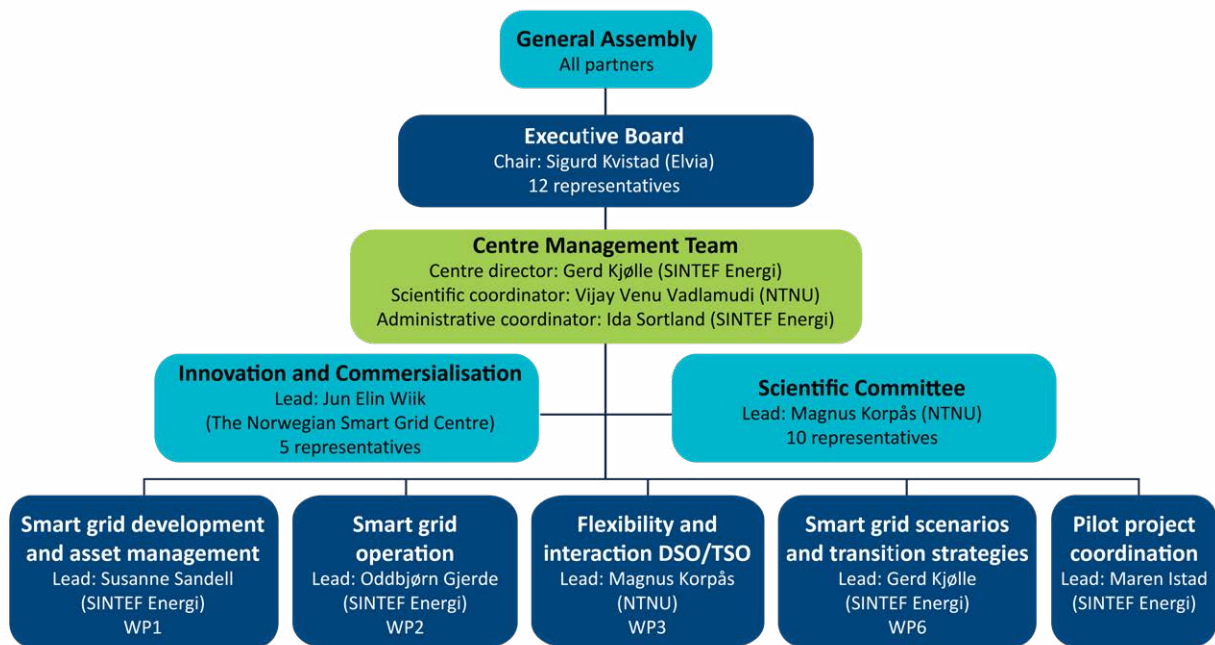 General Assembly
All partners
Executive Board
Chair: Sigurd Kvistad (Elvia)
12 representatives
Centre Management Team
Centre director: Gerd Kjølle (SINTEF Energi)
Scientific coordinator: Vijay Venu Vadlamudi (NTNU)
Administrative coordinator: Ida Sortland (SINTEF Energi)
Innovation and Commersialisation
Lead: Jun Elin Wiik
(The Norwegian Smart Grid Centre)
5 representatives
Scientific Committee
Lead: Magnus Korpås (NTNU)
10 representatives
Smart grid development
and asset management
Lead: Susanne Sandell
(SINTEF Energi)
WP1
Smart grid
operation
Lead: Oddbjørn Gjerde
(SINTEF Energi)
WP2
Flexibility and
interaction DSO/TSO
Lead: Magnus Korpås
(NTNU)
WP3
Smart grid scenarios
and transition strategies
Lead: Gerd Kjølle
(SINTEF Energi)
WP6
Pilot project
coordination
Lead: Maren Istad
(SINTEF Energi)